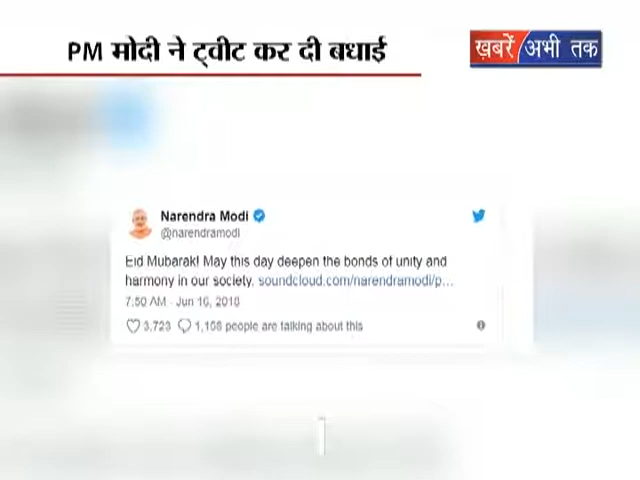 PM मोदी ने ट्वीट कर दी बधाई
ख़बरें अभी तक
Narendra Modi
@narendramodi
Eid Mubarak! May this day deepen the bonds of unity and
harmony in our society. soundcloud.com/narendramodi/p...
7:50 AM - Jun 16, 2018
3,723 1,168 people are talking about this